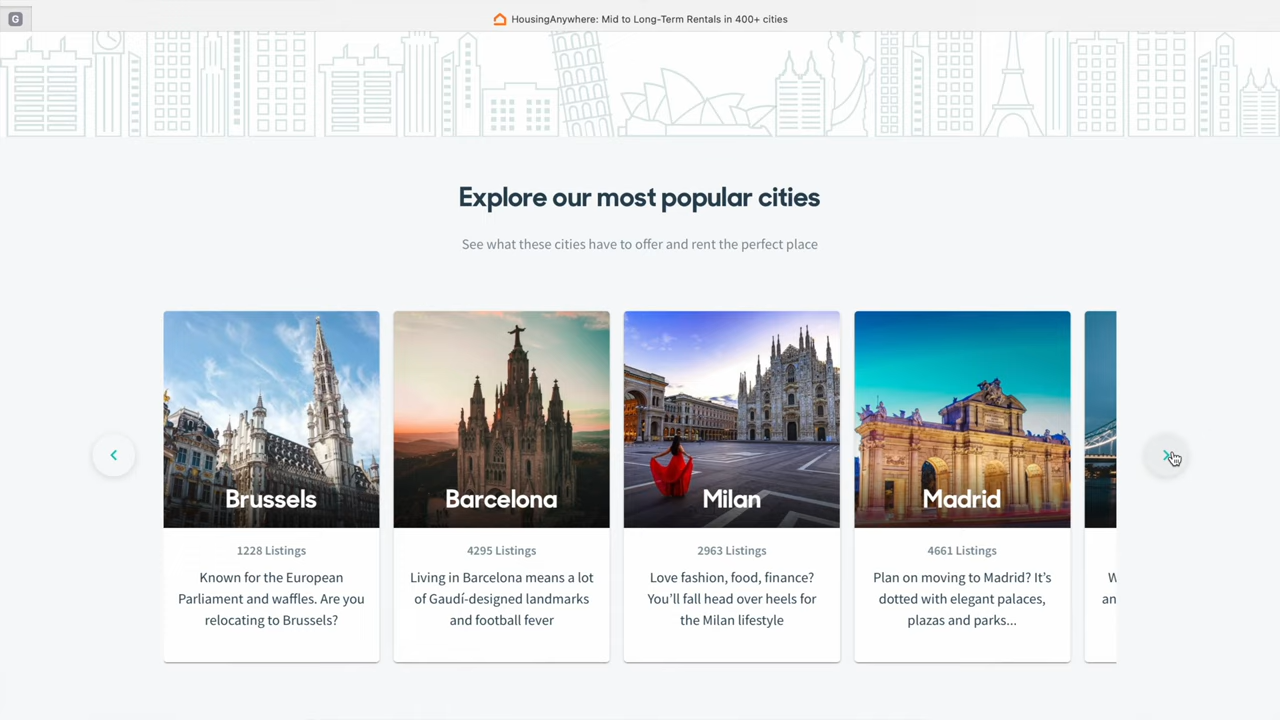 G
HousingAnywhere: Mid to Long-Term Rentals in 400+ cities
Explore our most popular cities
See what these cities have to offer and rent the perfect place
Brussels
1228 Listings
Known for the European
Parliament and waffles. Are you
relocating to Brussels?
Barcelona
4295 Listings
Living in Barcelona means a lot
of Gaudí-designed landmarks
and football fever
Milan
2963 Listings
Love fashion, food, finance?
You'll fall head over heels for
the Milan lifestyle
Madrid
4661 Listings
Plan on moving to Madrid? It's
dotted with elegant palaces,
plazas and parks...
an